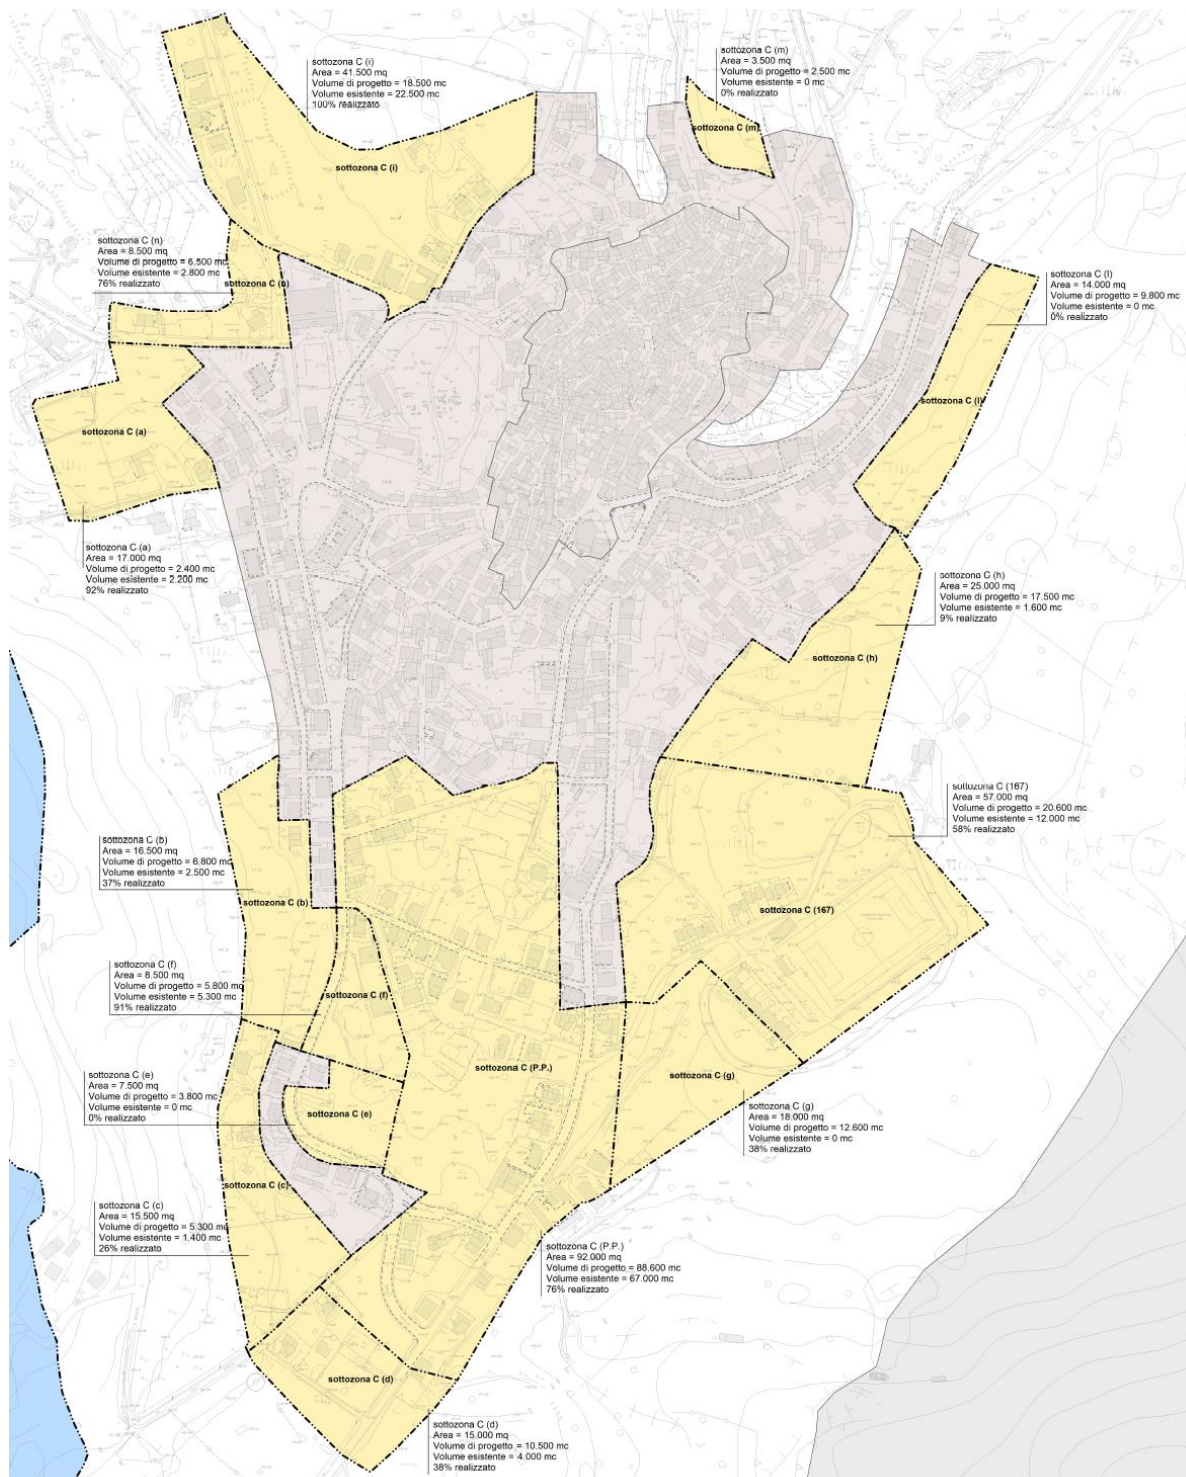 sottozona C (i)
Area = 41.500 mq
Volume di progetto = 18.500 mc
Volume esistente = 22.500 mc
100% realizzato
sottozona C (m)
Area = 3.500 mq
Volume di progetto = 2.500 mc
Volume esistente = 0 mc
0% realizzato
sottozona C (m)
sottozona C (i)
sottozona C (n)
Area = 8.500 mq
Volume di progetto = 6.500 mc
Volume esistente = 2.800 mc
76% realizzato
sottozona C (n)
sottozona C (l)
Area = 14.000 mq
Volume di progetto = 9.800 mc
Volume esistente = 0 mc
0% realizzato
sottozona C (l)
sottozona C (a)
sottozona C (a)
Area = 17.000 mq
Volume di progetto = 2.400 mc
Volume esistente = 2.200 mc
92% realizzato
sottozona C (h)
Area = 25.000 mq
Volume di progetto = 17.500 mc
Volume esistente = 1.600 mc
9% realizzato
sottozona C (h)
sottozona C (167)
Area = 57.000 mq
Volume di progetto = 20.600 mc
Volume esistente = 12.000 mc
58% realizzato
sottozona C (b)
Area = 16.500 mq
Volume di progetto = 6.800 mc
Volume esistente = 2.500 mc
37% realizzato
sottozona C (b)
sottozona C (167)
sottozona C (f)
Area = 8.500 mq
Volume di progetto = 5.800 mc
Volume esistente = 5.300 mc
91% realizzato
sottozona C (f)
sottozona C (P.P.)
sottozona C (g)
sottozona C (e)
Area = 7.500 mq
Volume di progetto = 3.800 mc
Volume esistente = 0 mc
0% realizzato
sottozona C (e)
sottozona C (g)
Area = 18.000 mq
Volume di progetto = 12.600 mc
Volume esistente = 0 mc
38% realizzato
sottozona C (c)
sottozona C (c)
Area = 15.500 mq
Volume di progetto = 5.300 mc
Volume esistente = 1.400 mc
26% realizzato
sottozona C (P.P.)
Area = 92.000 mq
Volume di progetto = 88.600 mc
Volume esistente = 67.000 mc
76% realizzato
sottozona C (d)
sottozona C (d)
Area = 15.000 mq
Volume di progetto = 10.500 mc
Volume esistente = 4.000 mc
38% realizzato